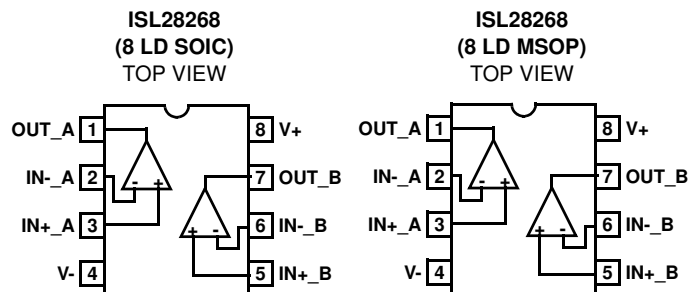 ISL28268
(8 LD SOIC)
TOP VIEW
OUT_A 1
8 V+
IN-_A 2
- +
7 OUT_B
IN+_A 3
+ -
6 IN-_B
V- 4
5 IN+_B
ISL28268
(8 LD MSOP)
TOP VIEW
OUT_A 1
8 V+
IN-_A 2
- +
7 OUT_B
IN+_A 3
+ -
6 IN-_B
V- 4
5 IN+_B